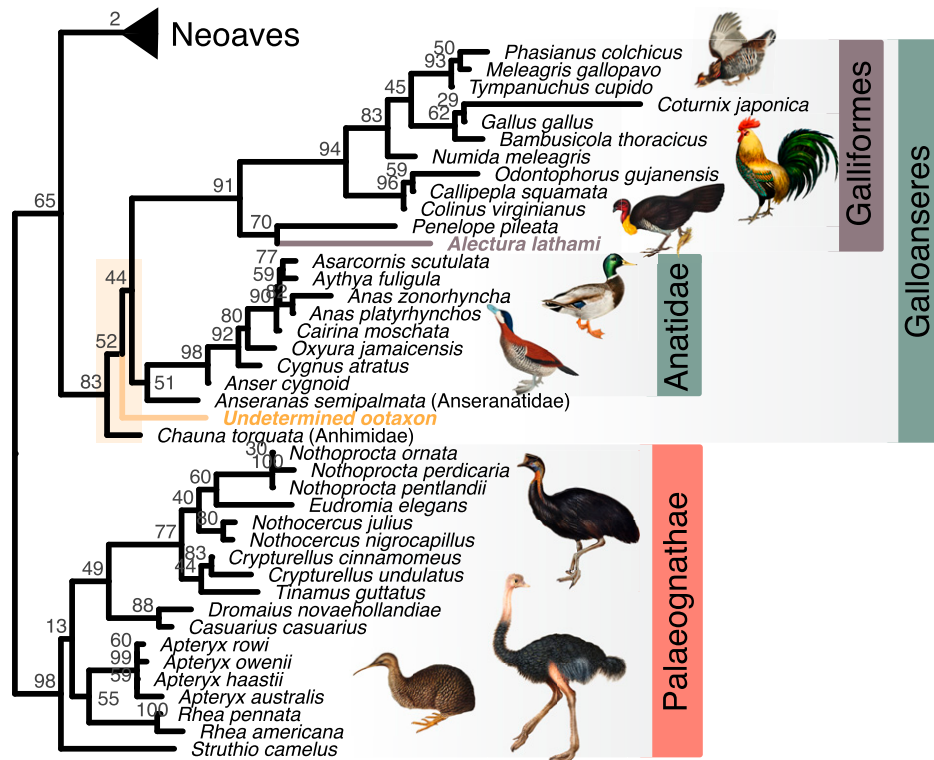 2
Neoaves
50
Phasianus colchicus
93
Meleagris gallopavo
Tympanuchus cupido
45
29
Coturnix japonica
62
Gallus gallus
83
Bambusicola thoracicus
94
Numida meleagris
59
Odontophorus gujanensis
96
Callipepla squamata
Colinus virginianus
91
70
Penelope pileata
Alectura lathami
65
77
Asarcornis scutulata
59
Aythya fuligula
44
90
Anas zonorhyncha
Anas platyrhynchos
80
Cairina moschata
92
Oxyura jamaicensis
52
98
Cygnus atratus
83
51
Anser cygnoid
Anseranas semipalmata (Anseranatidae)
Undetermined ootaxon
Chauna torquata (Anhimidae)
Galliformes
Anatidae
Galloanseres
30
Nothoprocta ornata
100
Nothoprocta perdicaria
60
Nothoprocta pentlandii
40
Eudromia elegans
80
Nothocercus julius
77
Nothocercus nigrocapillus
83
Crypturellus cinnamomeus
44
Crypturellus undulatus
49
Tinamus guttatus
88
Dromaius novaehollandiae
Casuarius casuarius
13
60
Apteryx rowi
99
Apteryx owenii
59
Apteryx haastii
98
55
Apteryx australis
100
Rhea pennata
Rhea americana
Struthio camelus
Palaeognathae